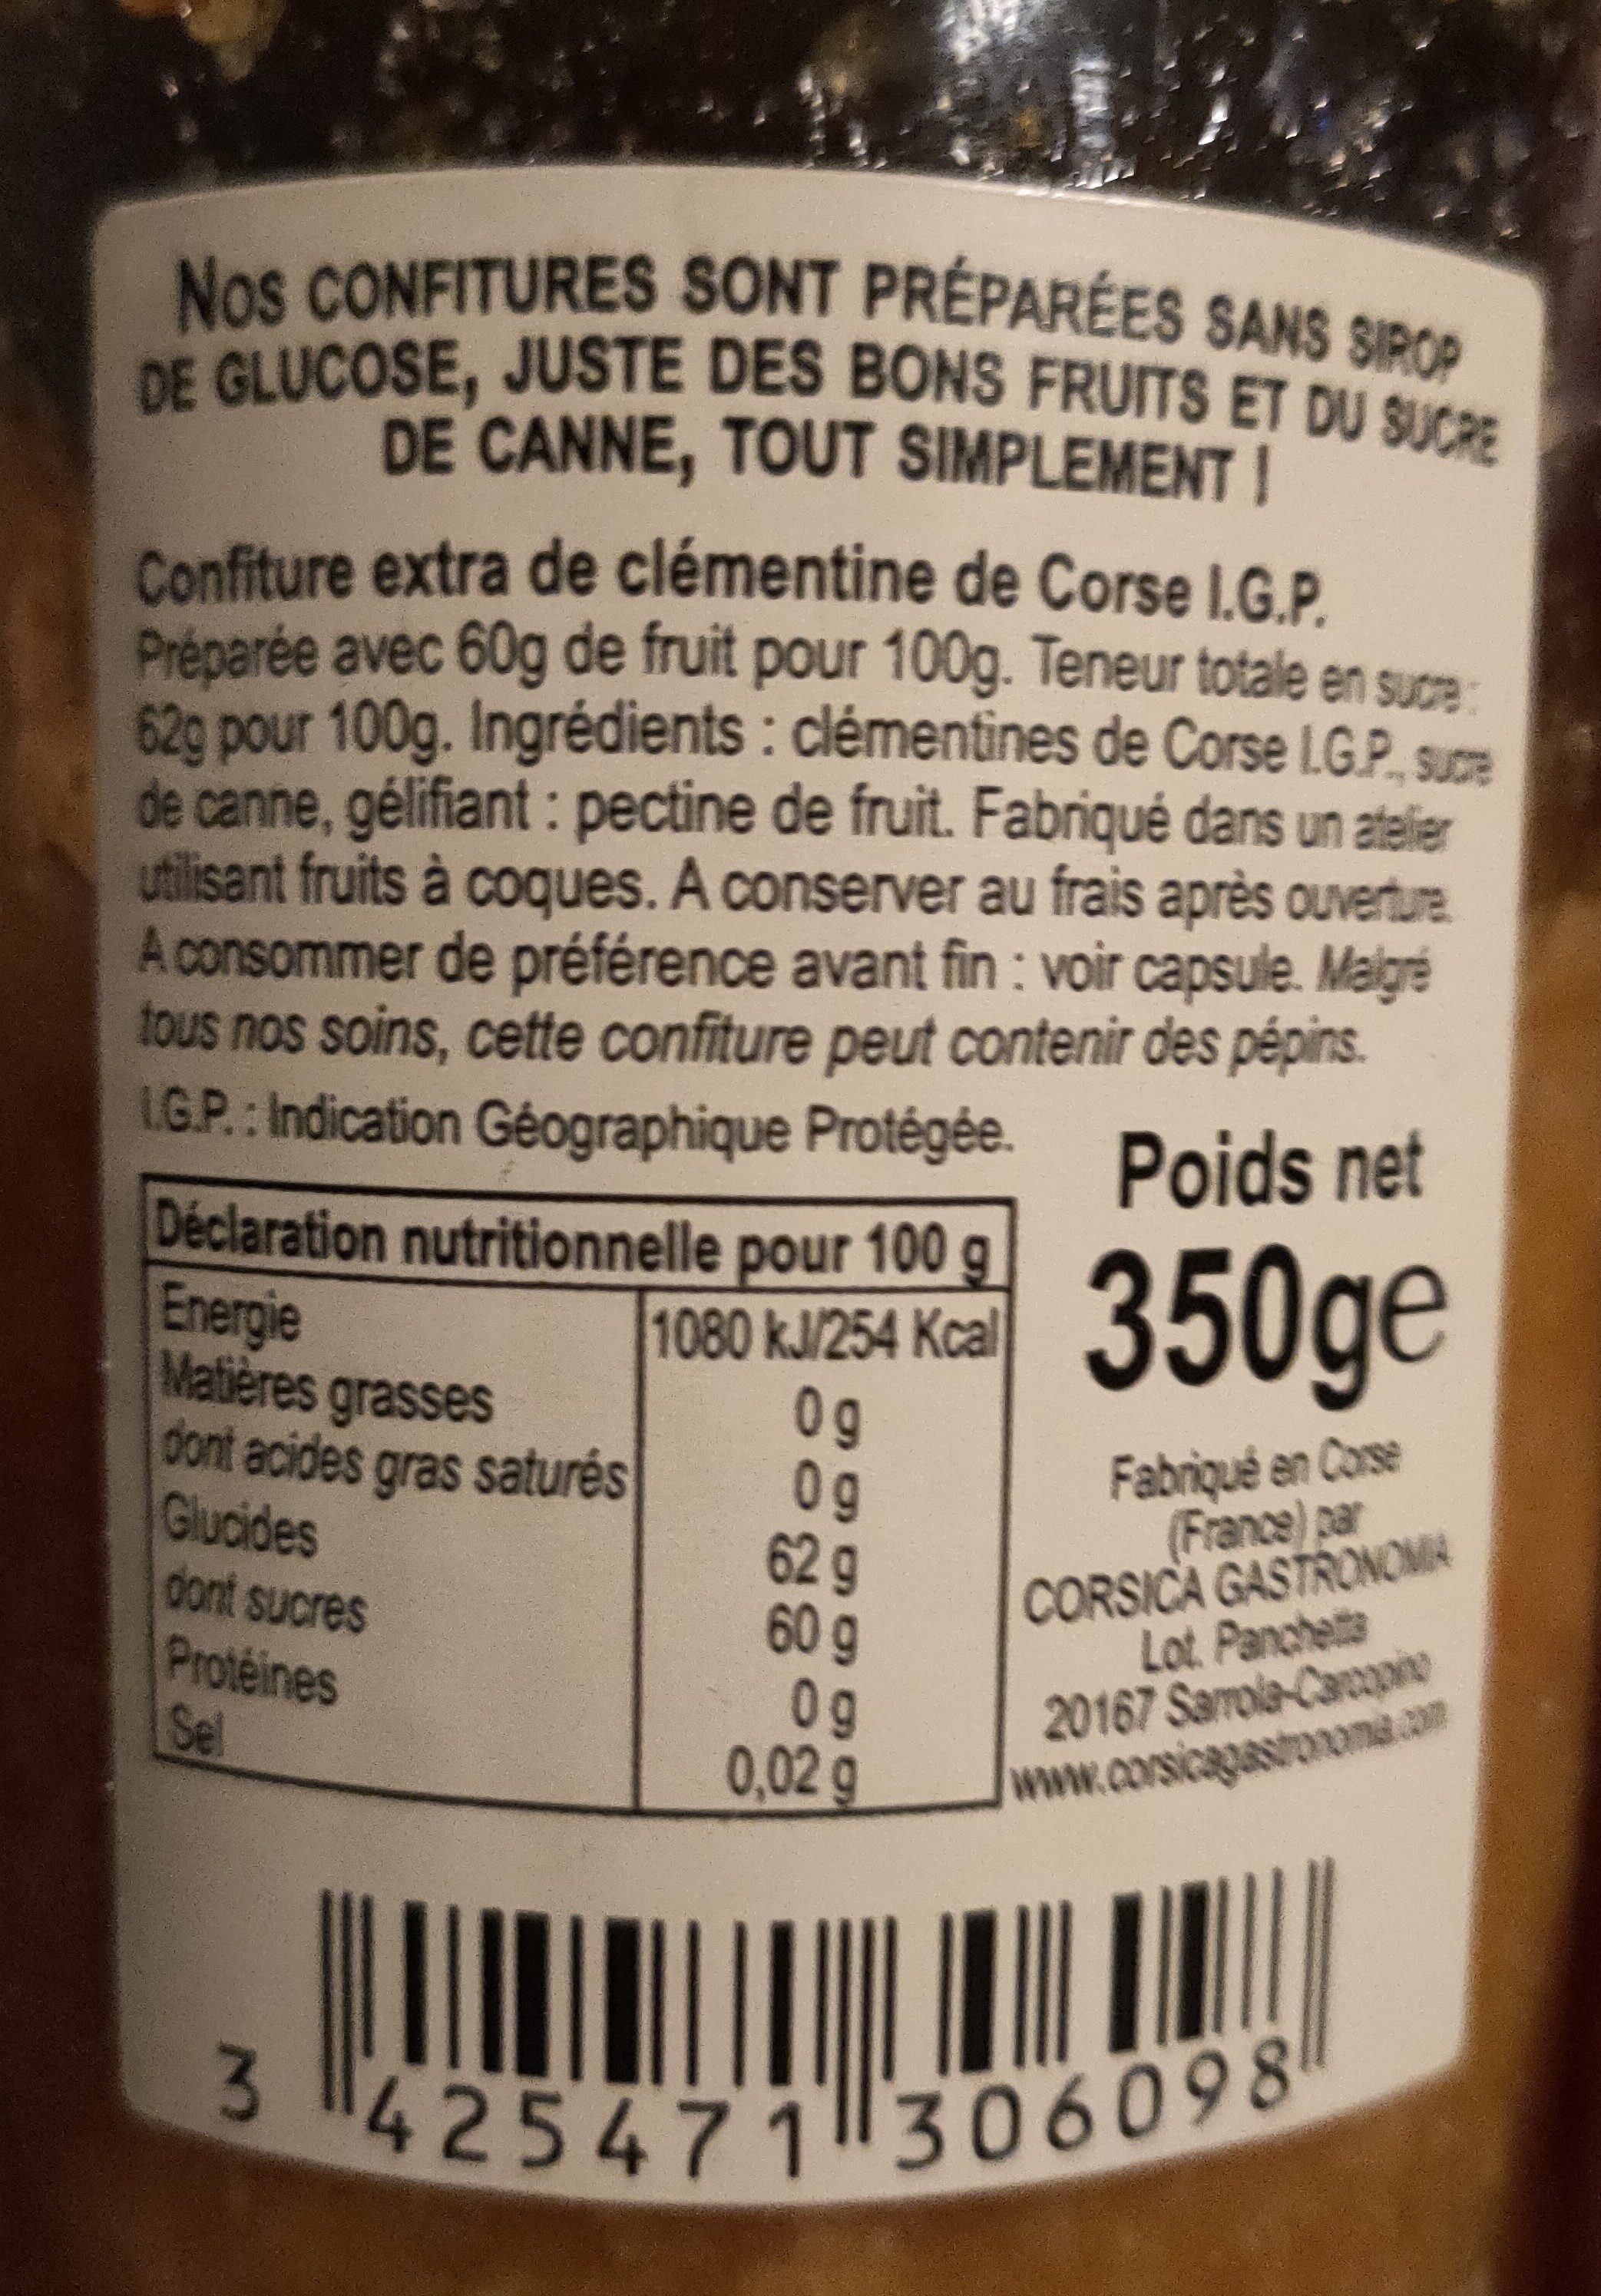 NOS CONFITURES SONT PRÉPARÉES SANS SIROP
DE GLUCOSE, JUSTE DES BONS FRUITS ET DU SUCRE
DE CANNE, TOUT SIMPLEMENT !
Confiture extra de clémentine de Corse I.G.P.
Préparée avec 60g de fruit pour 100g. Teneur totale en sucre :
62g pour 100g. Ingrédients : clémentines de Corse I.G.P., sucre
de canne, gélifiant : pectine de fruit. Fabriqué dans un atelier
utilisant fruits à coques. A conserver au frais après ouverture.
A consommer de préférence avant fin : voir capsule. Malgré
tous nos soins, cette confiture peut contenir des pépins.
I.G.P. : Indication Géographique Protégée.
Déclaration nutritionnelle pour 100 g
Energie 1080 kJ/254 Kcal
Matières grasses 0 g
dont acides gras saturés 0 g
Glucides 62 g
dont sucres 60 g
Protéines 0 g
Sel 0,02 g
Poids net
350ge
Fabriqué en Corse
(France) par
CORSICA GASTRONOMIA
Lot. Panchetta
20167 Sarrola-Carcopino
www.corsicagastronomia.com
3 425471 306098